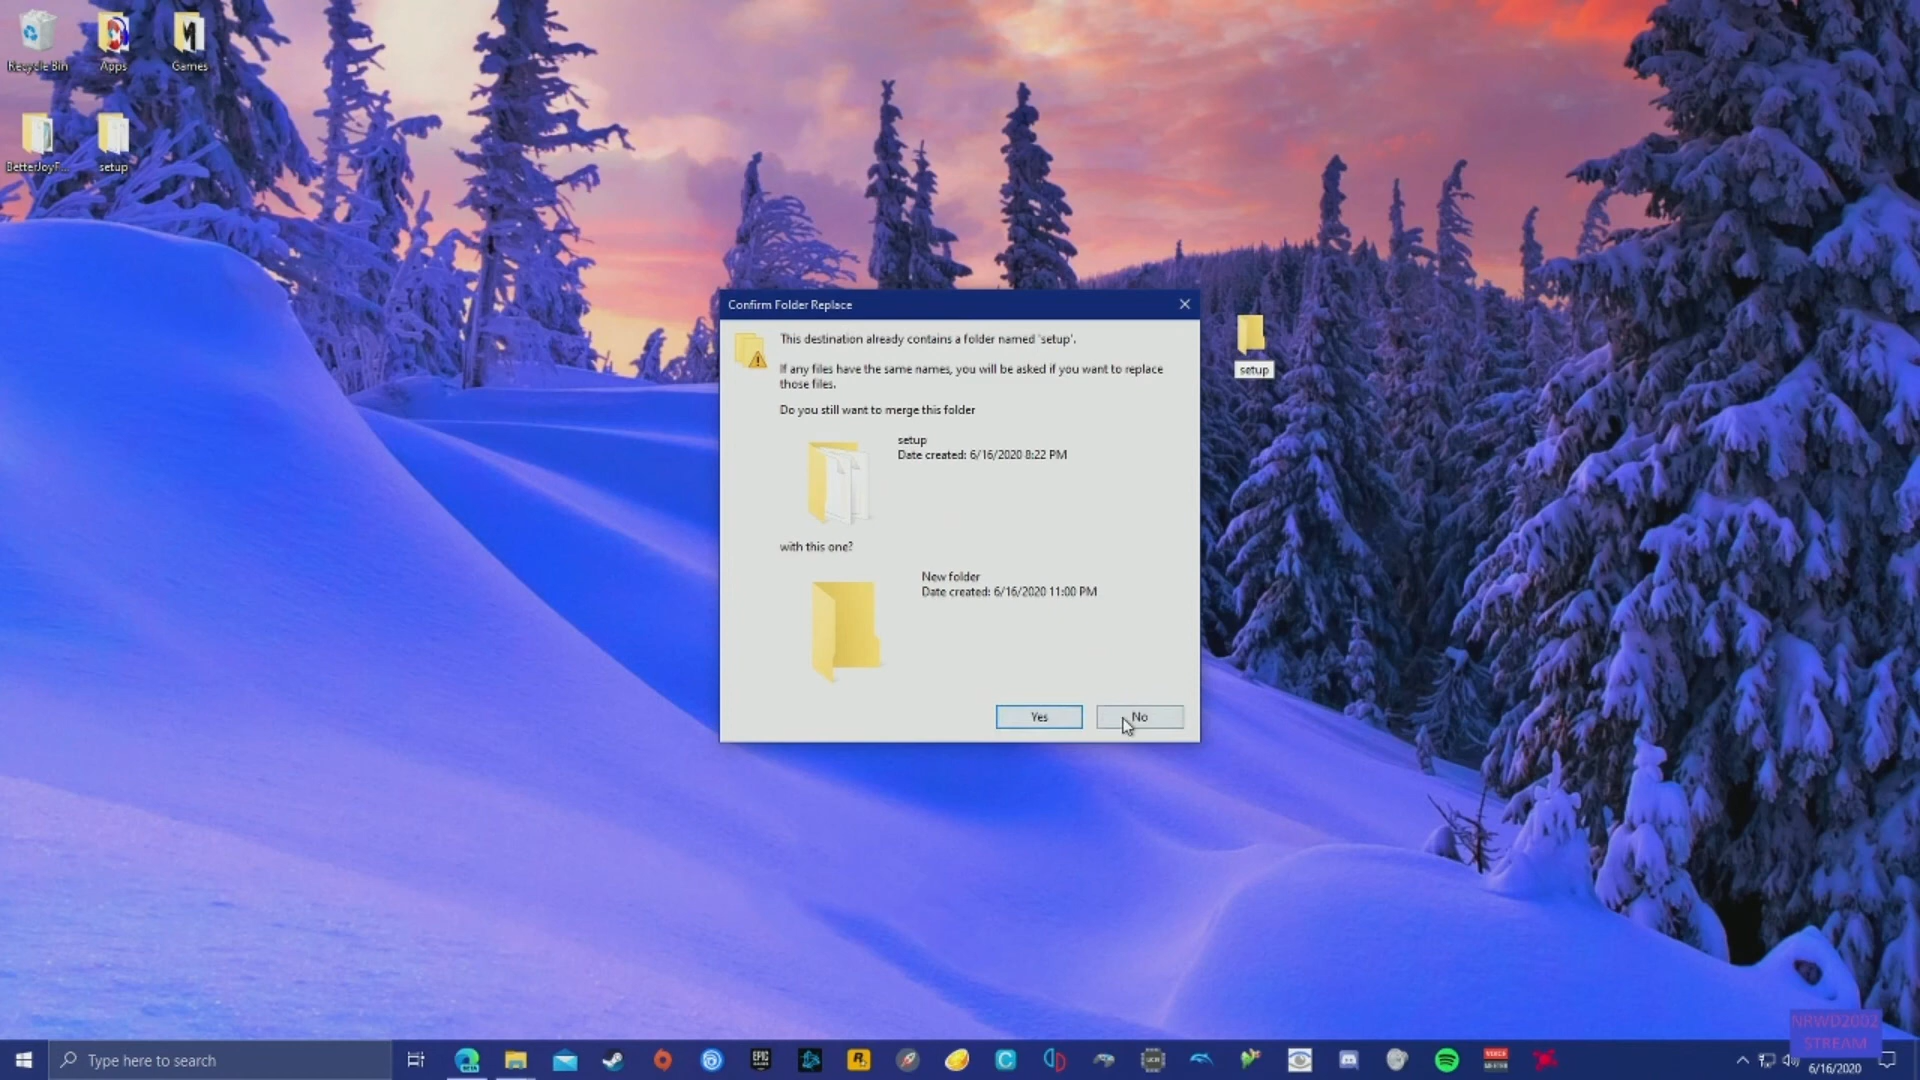 Recycle Bin
Apps
Games
BetterJoyF...
setup
Confirm Folder Replace
This destination already contains a folder named 'setup'.
If any files have the same names, you will be asked if you want to replace
those files.
Do you still want to merge this folder
setup
Date created: 6/16/2020 8:22 PM
with this one?
New folder
Date created: 6/16/2020 11:00 PM
Yes
No
setup
NRWD2002
STREAM
Type here to search
EPIC
GAMES
R
C
6/16/2020